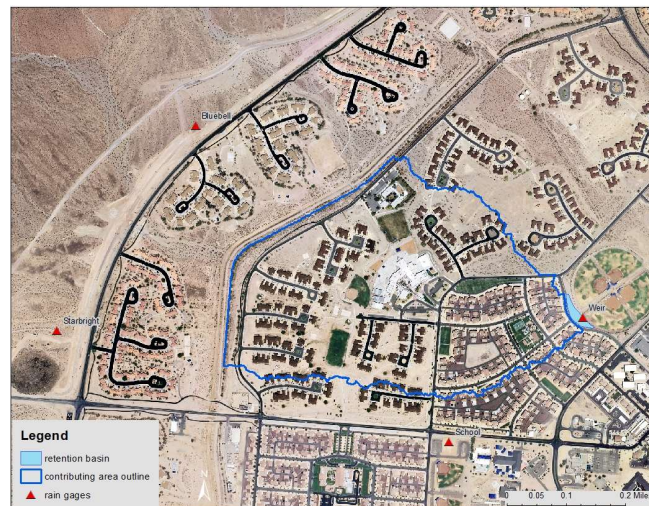 Bluebell
Starbright
Weir
School
Legend
retention basin
contributing area outline
rain gages
0 0.05 0.1 0.2 Mile